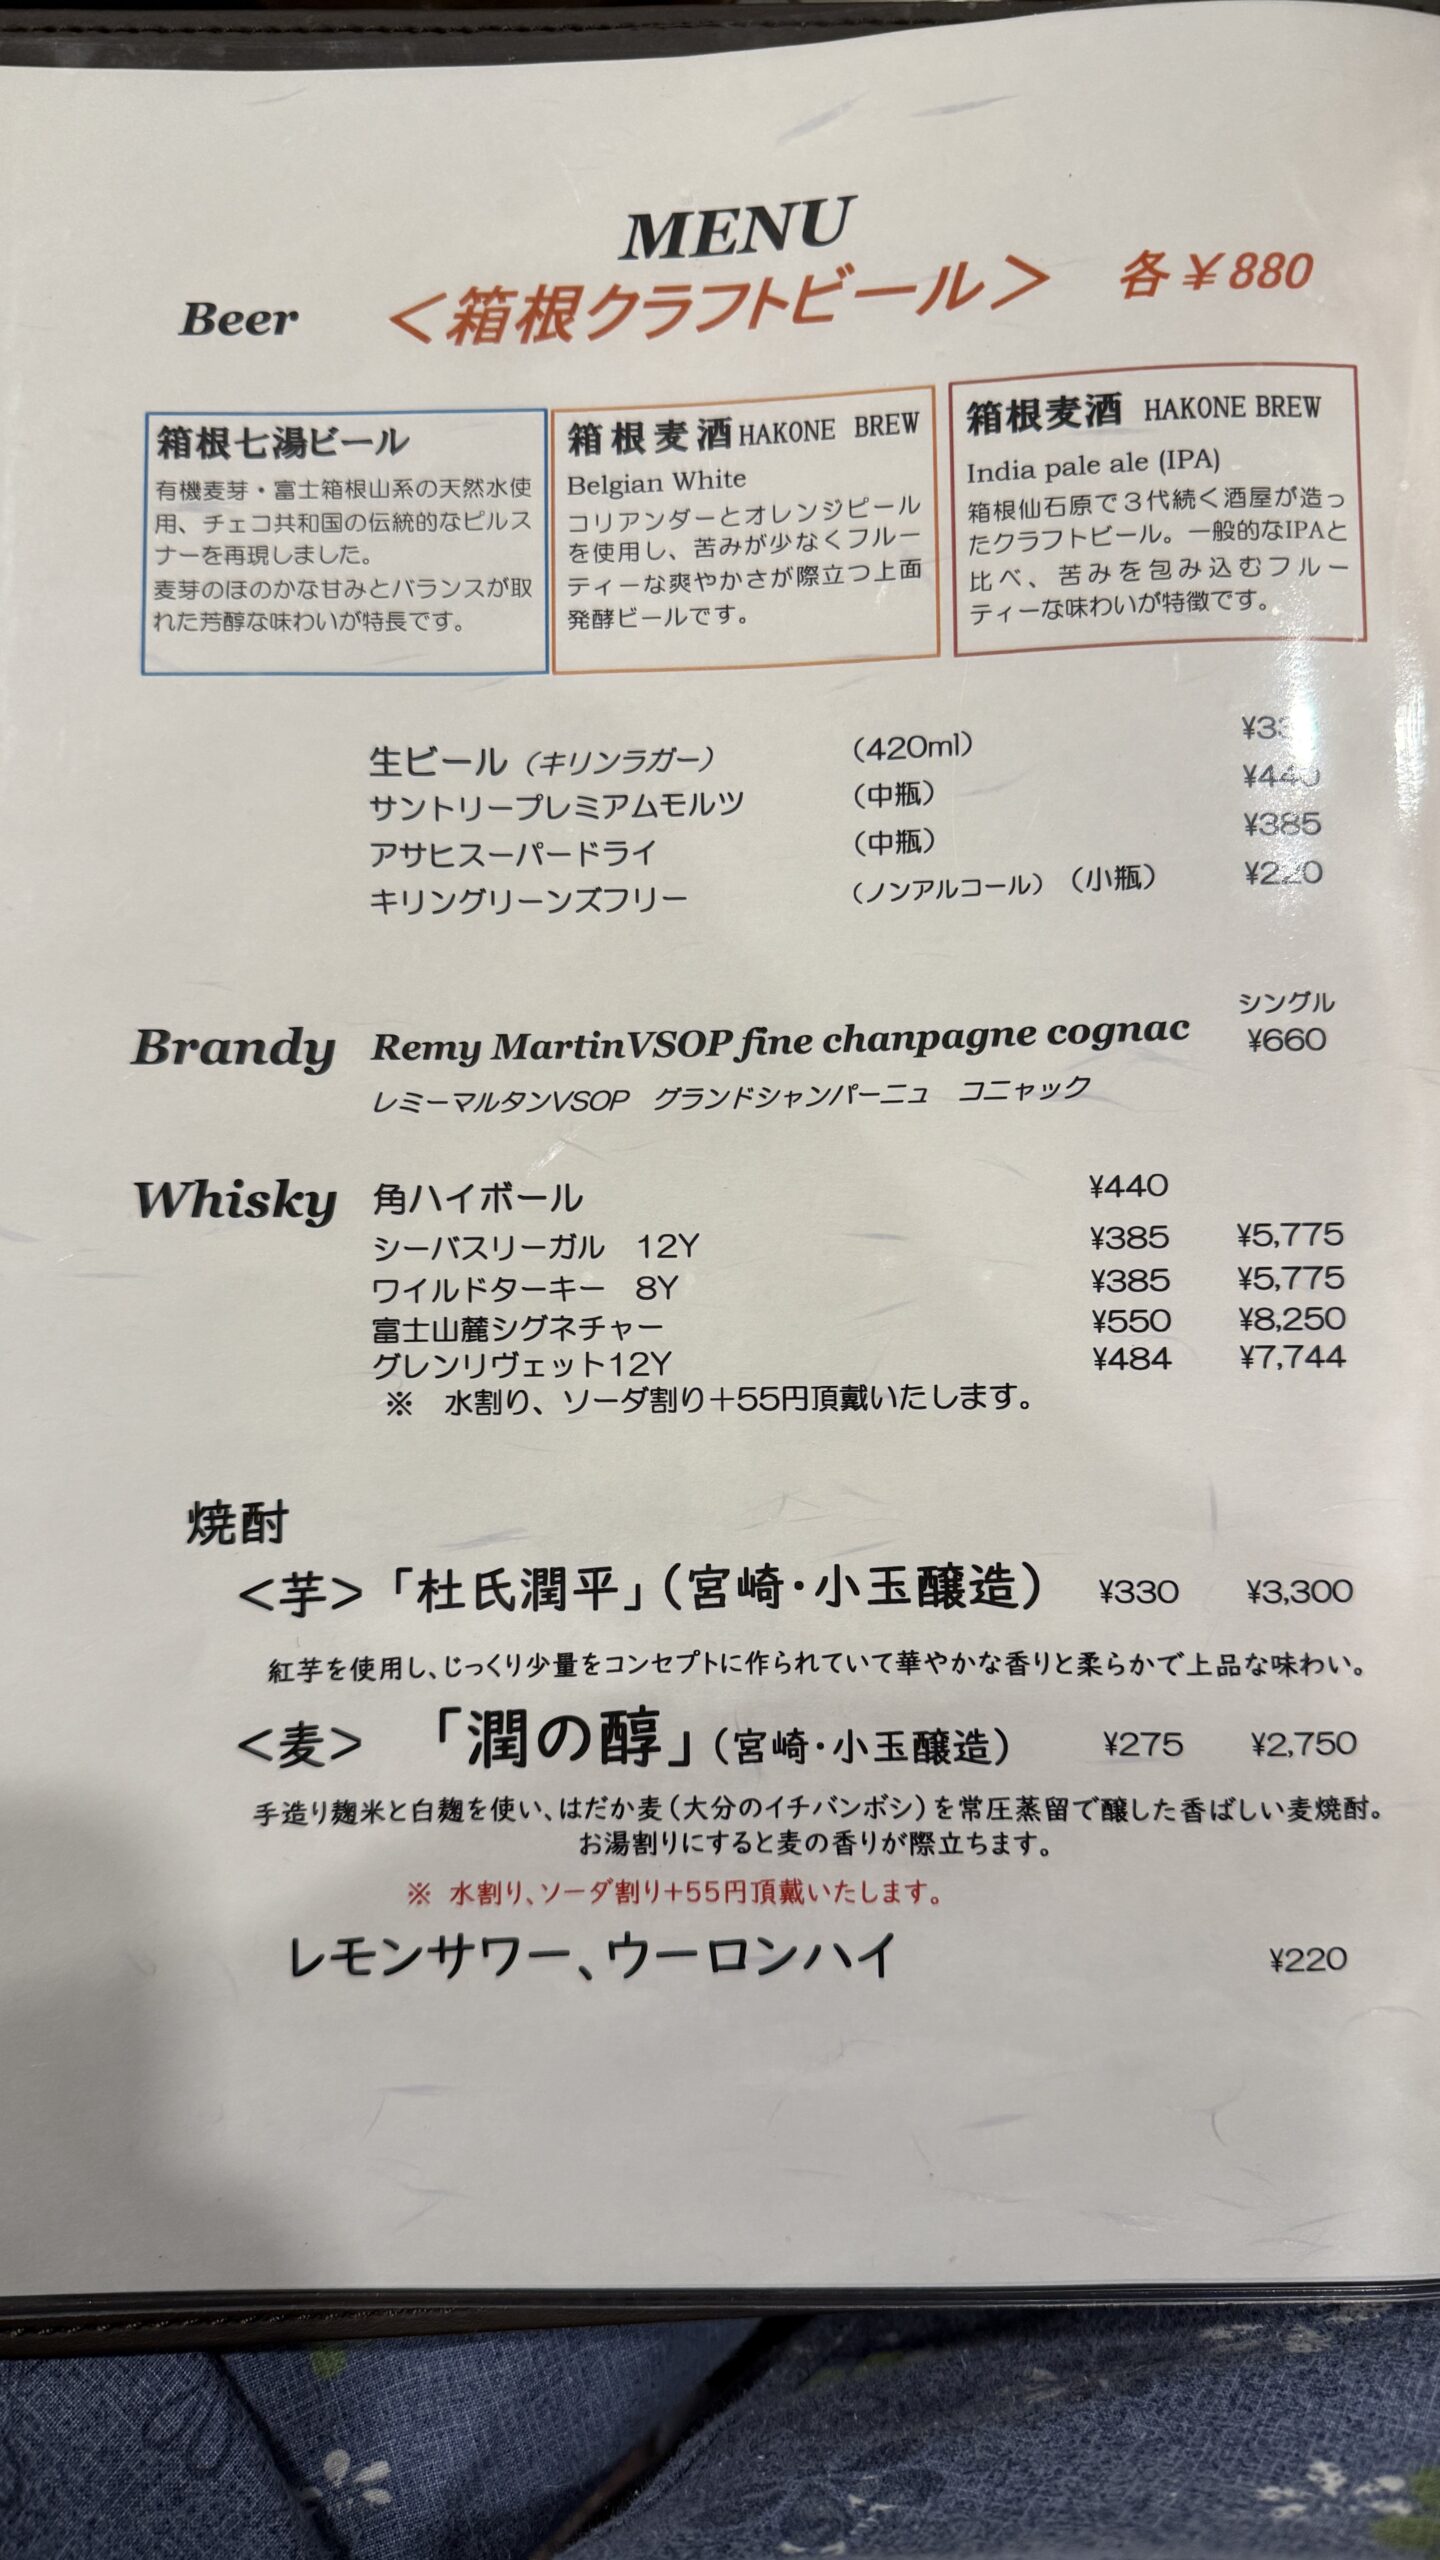 MENU
Beer ＜箱根クラフトビール＞ 各￥880
箱根七湯ビール
有機麦芽・富士箱根山系の天然水使
用、チェコ共和国の伝統的なピルス
ナーを再現しました。
麦芽のほのかな甘みとバランスが取
れた芳醇な味わいが特長です。
箱根麦酒 HAKONE BREW
Belgian White
コリアンダーとオレンジピール
を使用し、苦みが少なくフルー
ティーな爽やかさが際立つ上面
発酵ビールです。
箱根麦酒 HAKONE BREW
India pale ale (IPA)
箱根仙石原で３代続く酒屋が造っ
たクラフトビール。一般的なIPAと
比べ、苦みを包み込むフルー
ティーな味わいが特徴です。
生ビール（キリンラガー） （420ml）
サントリープレミアムモルツ （中瓶） ¥440
アサヒスーパードライ （中瓶） ¥385
キリングリーンズフリー （ノンアルコール）（小瓶） ¥220
シングル
Brandy Remy MartinVSOP fine chanpagne cognac ¥660
レミーマルタンVSOP グランドシャンパーニュ コニャック
Whisky 角ハイボール ¥440
シーバスリーガル 12Y ¥385 ¥5,775
ワイルドターキー 8Y ¥385 ¥5,775
富士山麓シグネチャー ¥550 ¥8,250
グレンリヴェット12Y ¥484 ¥7,744
※ 水割り、ソーダ割り＋55円頂戴いたします。
焼酎
＜芋＞「杜氏潤平」（宮崎・小玉醸造） ¥330 ¥3,300
紅芋を使用し、じっくり少量をコンセプトに作られていて華やかな香りと柔らかで上品な味わい。
＜麦＞ 「潤の醇」（宮崎・小玉醸造） ¥275 ¥2,750
手造り麹米と白麹を使い、はだか麦（大分のイチバンボシ）を常圧蒸留で醸した香ばしい麦焼酎。
お湯割りにすると麦の香りが際立ちます。
※ 水割り、ソーダ割り+55円頂戴いたします。
レモンサワー、ウーロンハイ ¥220